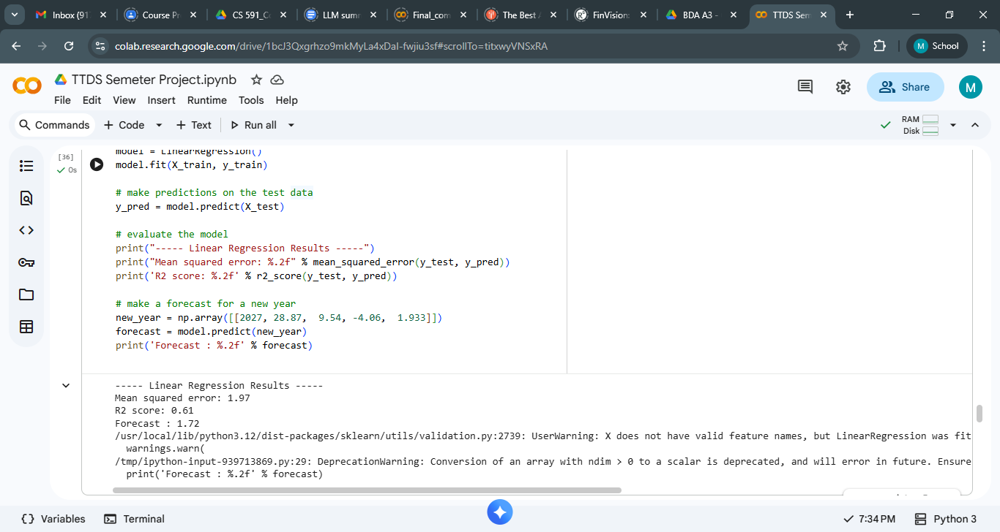 Inbox (91
Course Pr
CS 591_C
LLM sumr
Final_com
The Best
FinVision:
BDA A3 -
TTDS Sem
colab.research.google.com/drive/1bcJ3Qxgrhzo9mkMyLa4xDaI-fwjiu3sf#scrollTo=titxwyVNSxRA
M School
TTDS Semeter Project.ipynb
File Edit View Insert Runtime Tools Help
Share
M
Commands + Code + Text Run all
RAM
Disk
[36]
0s
model = LinearRegression()
model.fit(X_train, y_train)
# make predictions on the test data
y_pred = model.predict(X_test)
# evaluate the model
print("----- Linear Regression Results -----")
print("Mean squared error: %.2f" % mean_squared_error(y_test, y_pred))
print('R2 score: %.2f' % r2_score(y_test, y_pred))
# make a forecast for a new year
new_year = np.array([[2027, 28.87,  9.54, -4.06,  1.933]])
forecast = model.predict(new_year)
print('Forecast : %.2f' % forecast)
----- Linear Regression Results -----
Mean squared error: 1.97
R2 score: 0.61
Forecast : 1.72
/usr/local/lib/python3.12/dist-packages/sklearn/utils/validation.py:2739: UserWarning: X does not have valid feature names, but LinearRegression was fit
warnings.warn(
/tmp/ipython-input-939713869.py:29: DeprecationWarning: Conversion of an array with ndim > 0 to a scalar is deprecated, and will error in future. Ensure
print('Forecast : %.2f' % forecast)
{} Variables Terminal
7:34 PM Python 3